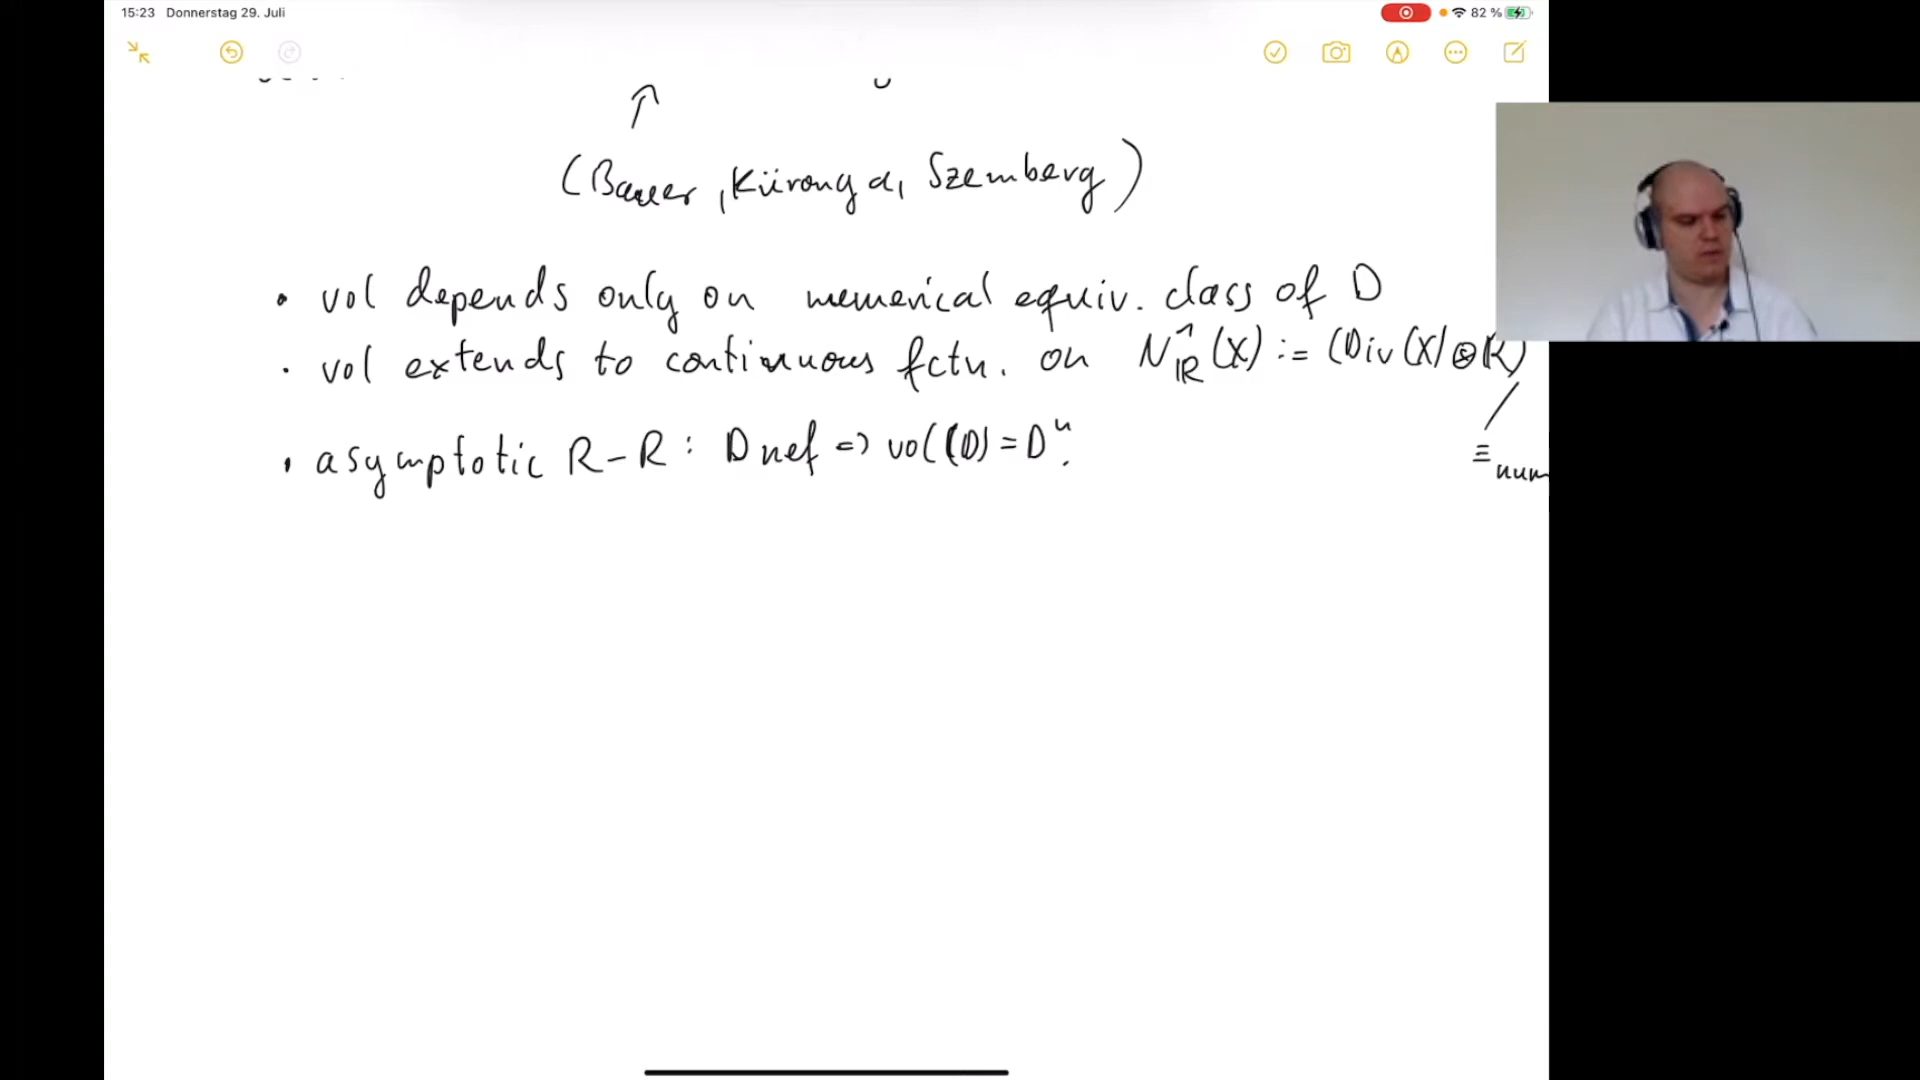 15:23 Donnerstag 29. Juli
82 %
(Bauer, Küronya, Szemberg)
• vol depends only on numerical equiv. class of D
• vol extends to continuous fctn. on N¹_ℝ(X) := (Div(X)⊗ℝ)/≡num
• asymptotic R-R: D nef => vol(D) = Dⁿ.